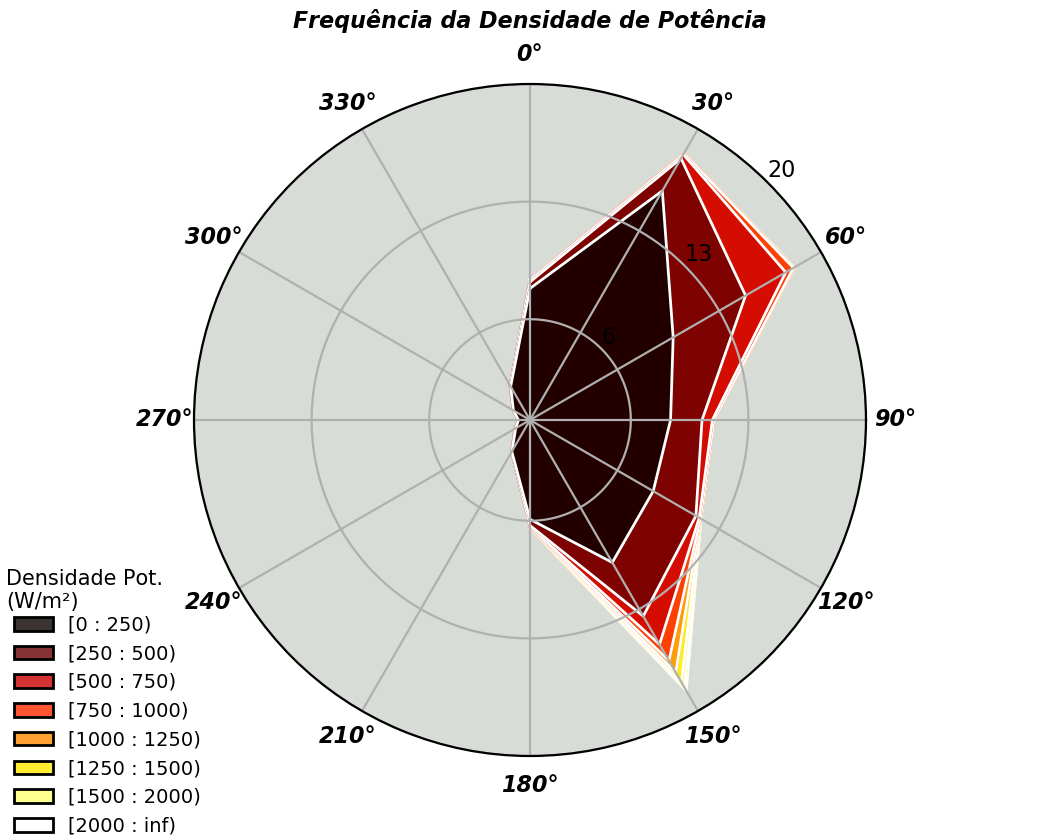 Frequência da Densidade de Potência
0°
330°
30°
20
300°
60°
13
6
270°
90°
240°
120°
210°
150°
180°
Densidade Pot.
(W/m²)
[0 : 250)
[250 : 500)
[500 : 750)
[750 : 1000)
[1000 : 1250)
[1250 : 1500)
[1500 : 2000)
[2000 : inf)